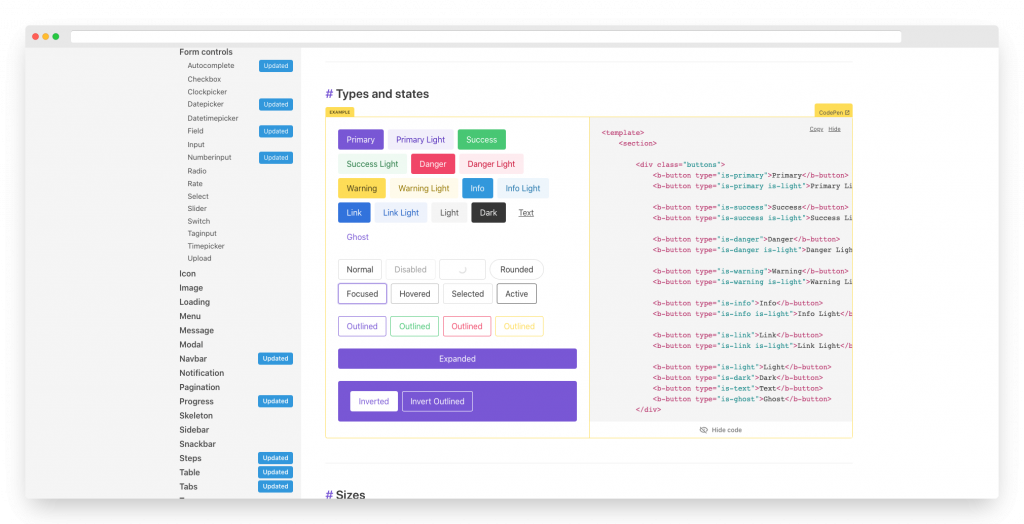 Form controls
Autocomplete Updated
Checkbox
Clockpicker
Datepicker Updated
Datetimepicker
Field Updated
Input
Numberinput Updated
Radio
Rate
Select
Slider
Switch
Taginput
Timepicker
Upload
Icon
Image
Loading
Menu
Message
Modal
Navbar Updated
Notification
Pagination
Progress Updated
Skeleton
Sidebar
Snackbar
Steps Updated
Table Updated
Tabs Updated
# Types and states
EXAMPLE
CodePen
Primary Primary Light Success
Success Light Danger Danger Light
Warning Warning Light Info Info Light
Link Link Light Light Dark Text
Ghost
Normal Disabled Rounded
Focused Hovered Selected Active
Outlined Outlined Outlined Outlined
Expanded
Inverted Invert Outlined
Copy Hide
<template>
<section>
<div class="buttons">
<b-button type="is-primary">Primary</b-button>
<b-button type="is-primary is-light">Primary Li
<b-button type="is-success">Success</b-button>
<b-button type="is-success is-light">Success Li
<b-button type="is-danger">Danger</b-button>
<b-button type="is-danger is-light">Danger Ligh
<b-button type="is-warning">Warning</b-button>
<b-button type="is-warning is-light">Warning Li
<b-button type="is-info">Info</b-button>
<b-button type="is-info is-light">Info Light</b
<b-button type="is-link">Link</b-button>
<b-button type="is-link is-light">Link Light</b
<b-button type="is-light">Light</b-button>
<b-button type="is-dark">Dark</b-button>
<b-button type="is-text">Text</b-button>
<b-button type="is-ghost">Ghost</b-button>
</div>
Hide code
# Sizes